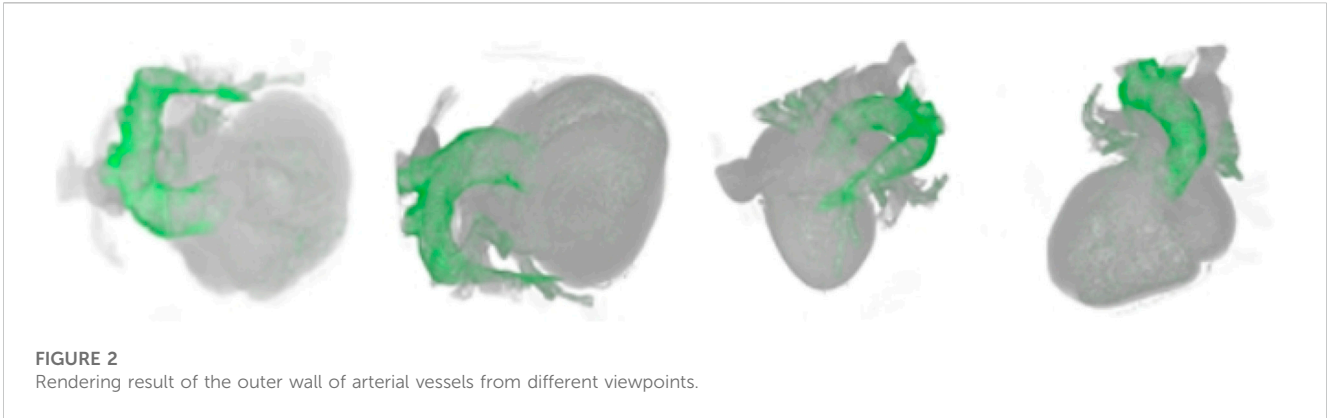 FIGURE 2
Rendering result of the outer wall of arterial vessels from different viewpoints.